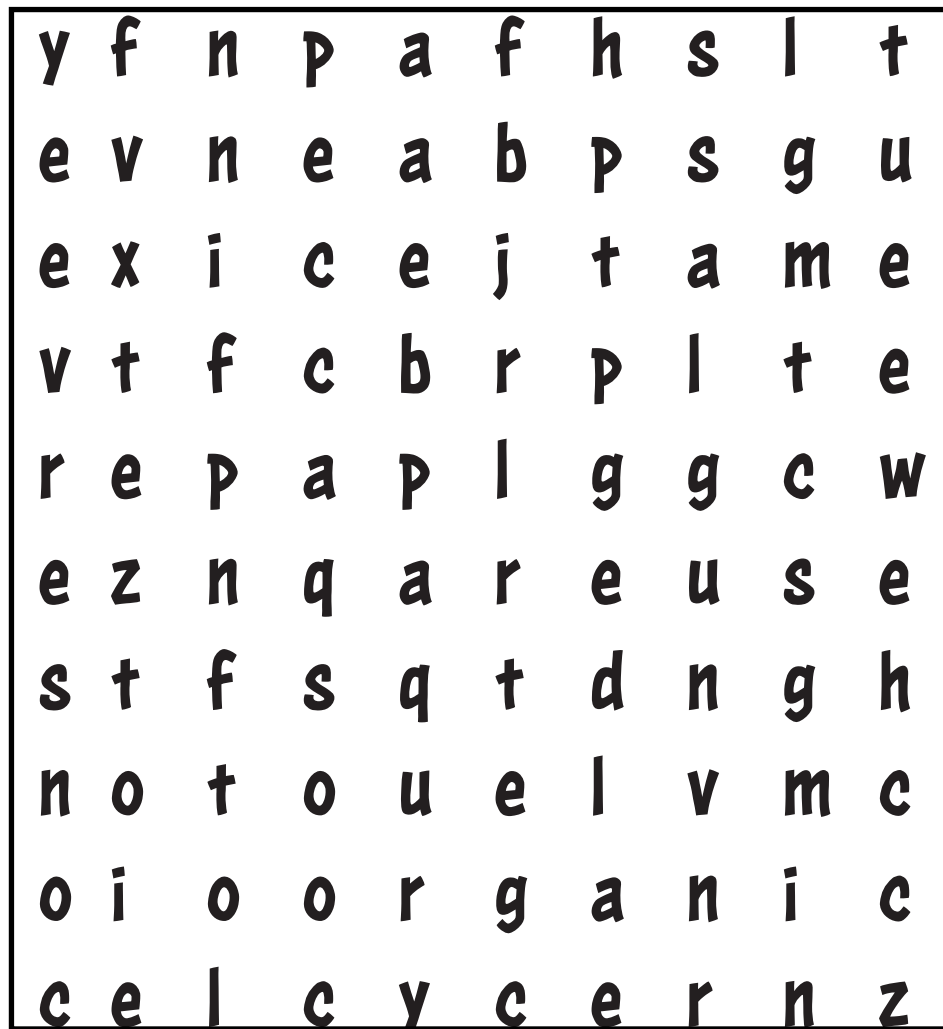 y f n p a f h s l t
e v n e a b p s g u
e x i c e j t a m e
v t f c b r p l t e
r e p a p l g g c w
e z n q a r e u s e
s t f s q t d n g h
n o t o u e l v m c
o i o o r g a n i c
c e l c y c e r n z